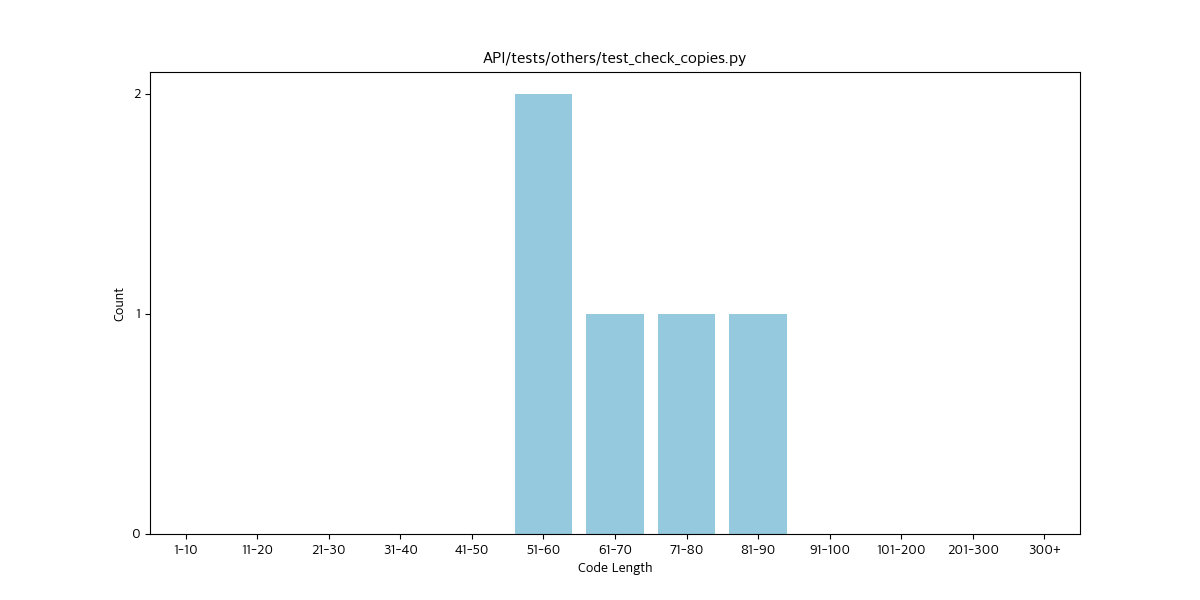 API/tests/others/test_check_copies.py
Count
2
1
0
1-10 11-20 21-30 31-40 41-50 51-60 61-70 71-80 81-90 91-100 101-200 201-300 300+
Code Length